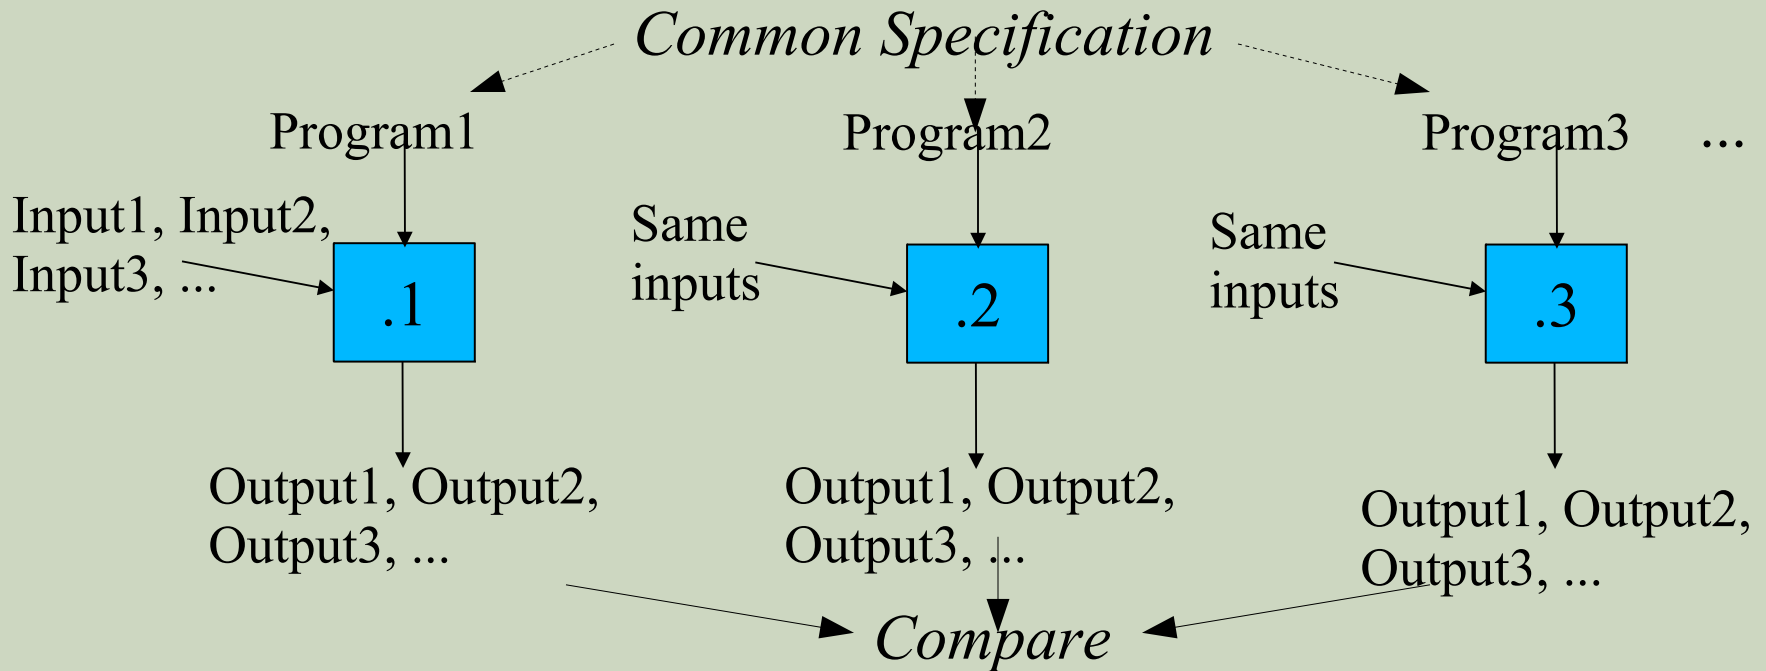 Common Specification
Program1
Program2
Program3
...
Input1, Input2,
Input3, ...
Same
inputs
Same
inputs
.1
.2
.3
Output1, Output2,
Output3, ...
Output1, Output2,
Output3, ...
Output1, Output2,
Output3, ...
Compare